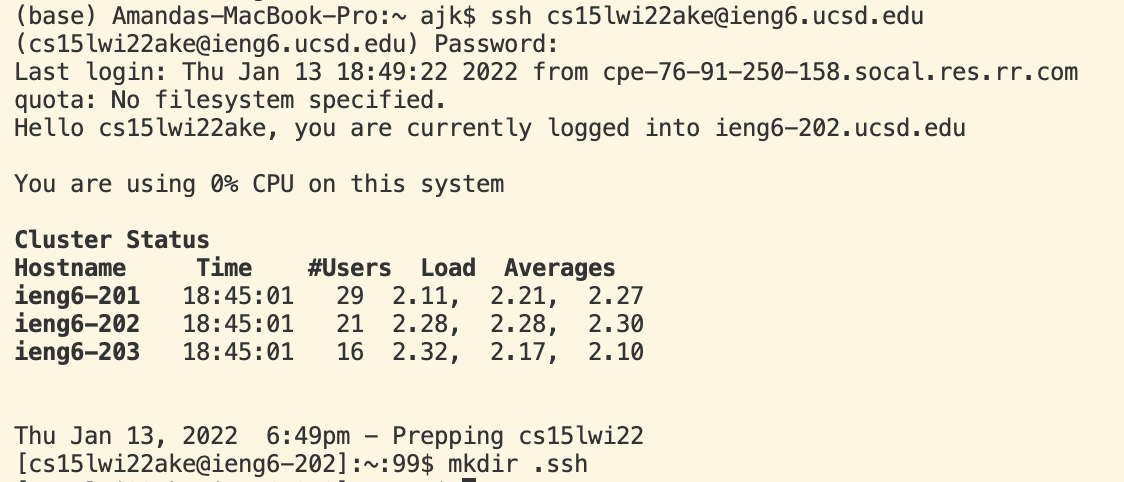 (base) Amandas-MacBook-Pro:~ ajk$ ssh cs15lwi22ake@ieng6.ucsd.edu
(cs15lwi22ake@ieng6.ucsd.edu) Password:
Last login: Thu Jan 13 18:49:22 2022 from cpe-76-91-250-158.socal.res.rr.com
quota: No filesystem specified.
Hello cs15lwi22ake, you are currently logged into ieng6-202.ucsd.edu
You are using 0% CPU on this system
Cluster Status
Hostname Time #Users Load Averages
ieng6-201 18:45:01 29 2.11, 2.21, 2.27
ieng6-202 18:45:01 21 2.28, 2.28, 2.30
ieng6-203 18:45:01 16 2.32, 2.17, 2.10
Thu Jan 13, 2022 6:49pm - Prepping cs15lwi22
[cs15lwi22ake@ieng6-202]:~:99$ mkdir .ssh